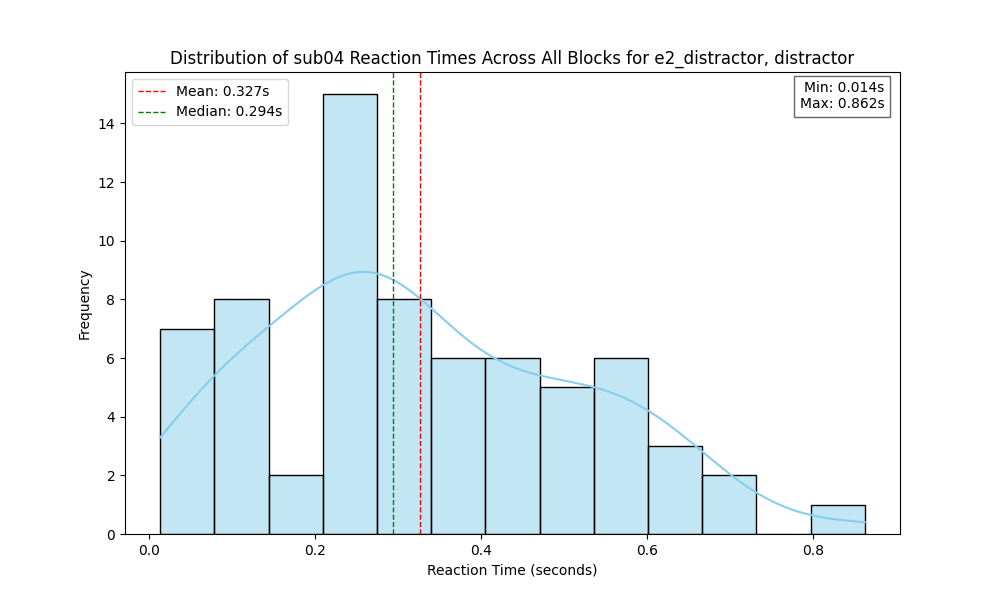 Distribution of sub04 Reaction Times Across All Blocks for e2_distractor, distractor
Mean: 0.327s
Median: 0.294s
Min: 0.014s
Max: 0.862s
Frequency
14
12
10
8
6
4
2
0
0.0
0.2
0.4
0.6
0.8
Reaction Time (seconds)